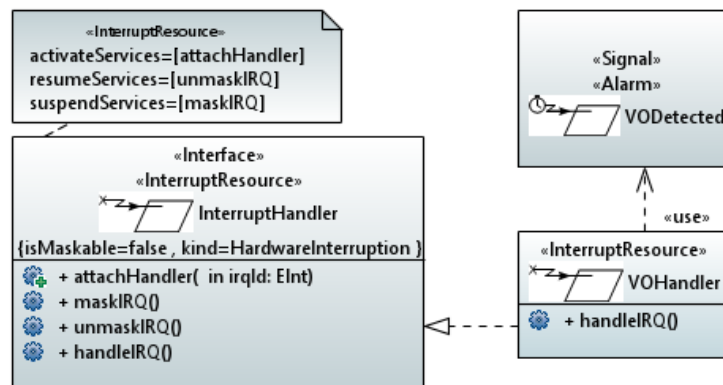 «InterruptResource»
activateServices=[attachHandler]
resumeServices=[unmaskIRQ]
suspendServices=[maskIRQ]
«Interface»
«InterruptResource»
InterruptHandler
{isMaskable=false , kind=HardwareInterruption }
+ attachHandler( in irqId: EInt)
+ maskIRQ()
+ unmaskIRQ()
+ handleIRQ()
«Signal»
«Alarm»
VODetected
«use»
«InterruptResource»
VOHandler
+ handleIRQ()